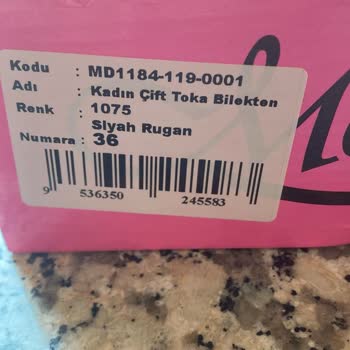 Kodu : MD1184-119-0001
Adı : Kadın Çift Toka Bilekten
Renk : 1075
Siyah Rugan
Numara : 36
9 536350 245583